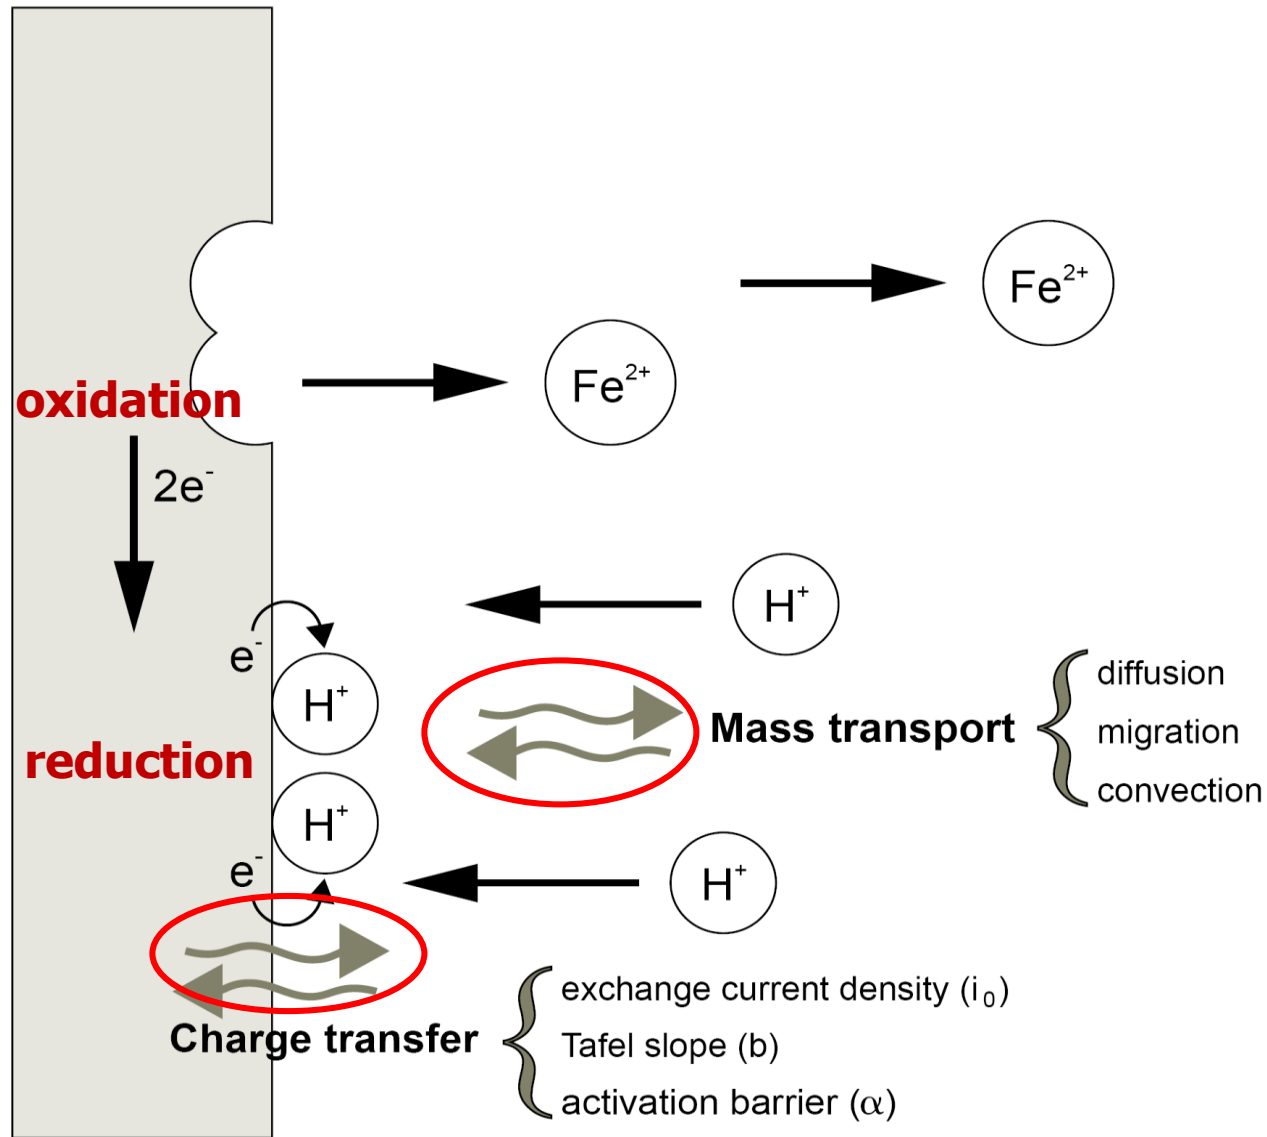 Fe²⁺
Fe²⁺
oxidation
2e⁻
H⁺
e⁻
H⁺
diffusion
Mass transport
migration
reduction
convection
H⁺
e⁻
H⁺
exchange current density (i₀)
Charge transfer
Tafel slope (b)
activation barrier (α)